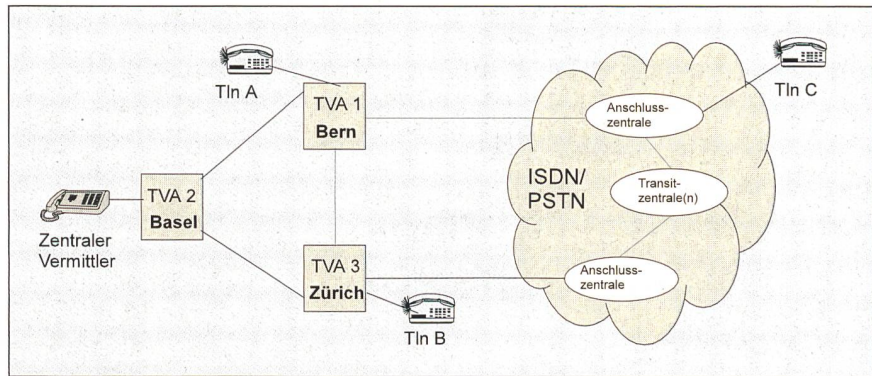 Tln A
TVA 1
Bern
TVA 2
Basel
Zentraler
Vermittler
TVA 3
Zürich
Tln B
ISDN/
PSTN
Anschluss-
zentrale
Transit-
zentrale(n)
Anschluss-
zentrale
Tln C